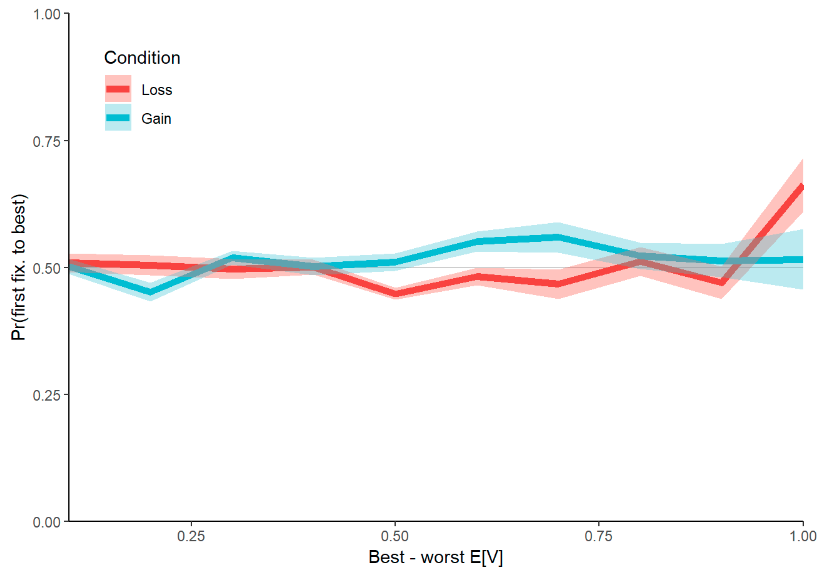 1.00
Condition
Loss
Gain
0.75
Pr(first fix. to best)
0.50
0.25
0.00
0.25
0.50
0.75
1.00
Best - worst E[V]